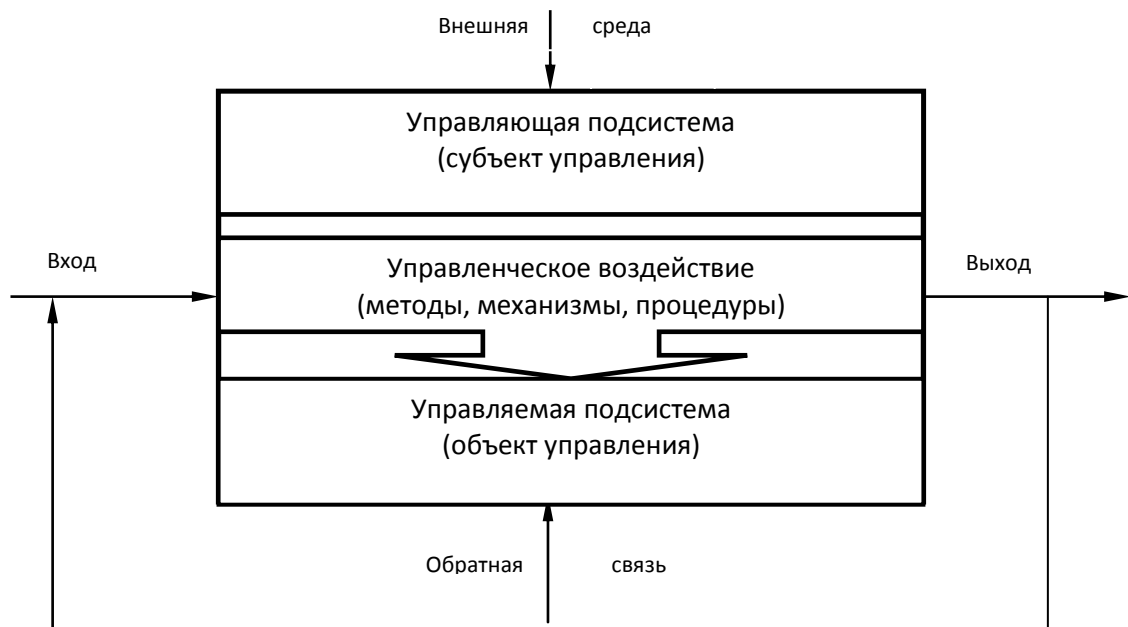 Внешняя среда
Управляющая подсистема
(субъект управления)
Вход
Управленческое воздействие
(методы, механизмы, процедуры)
Выход
Управляемая подсистема
(объект управления)
Обратная связь